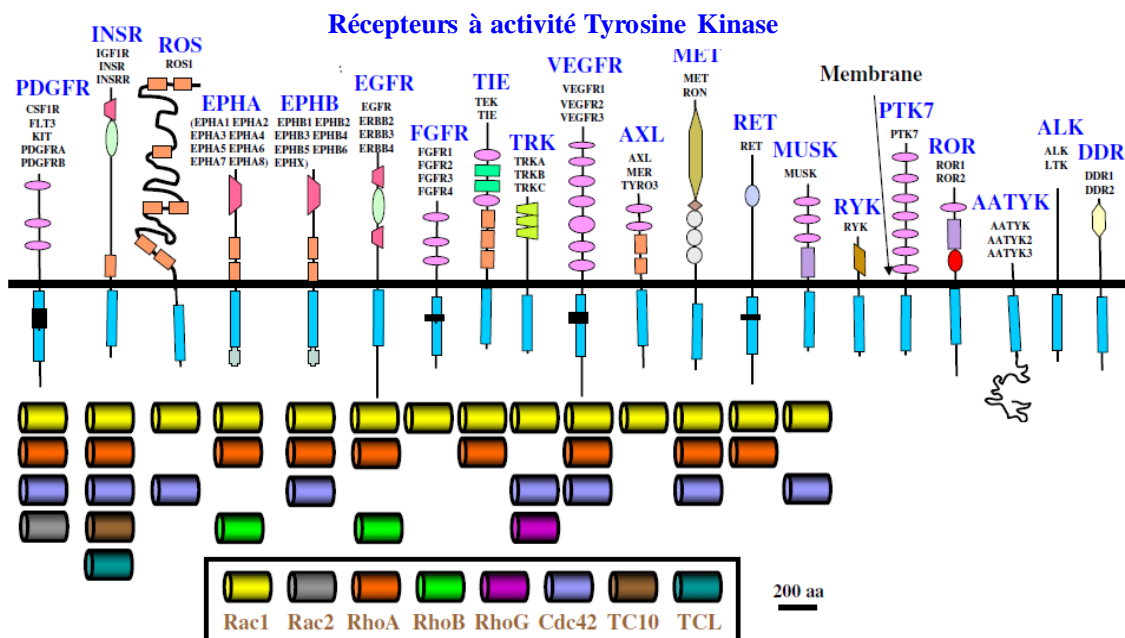 Récepteurs à activité Tyrosine Kinase
PDGFR
CSF1R
FLT3
KIT
PDGFRA
PDGFRB
INSR
IGF1R
INSR
INSRR
ROS
ROS1
EPHA
(EPHA1 EPHA2
EPHA3 EPHA4
EPHA5 EPHA6
EPHA7 EPHA8)
EPHB
EPHB1 EPHB2
EPHB3 EPHB4
EPHB5 EPHB6
EPHX)
:
EGFR
EGFR
ERBB2
ERBB3
ERBB4
FGFR
FGFR1
FGFR2
FGFR3
FGFR4
TIE
TEK
TIE
TRK
TRKA
TRKB
TRKC
VEGFR
VEGFR1
VEGFR2
VEGFR3
AXL
AXL
MER
TYRO3
MET
MET
RON
RET
RET
MUSK
MUSK
Membrane
RYK
RYK
PTK7
PTK7
ROR
ROR1
ROR2
AATYK
AATYK
AATYK2
AATYK3
ALK
ALK
LTK
DDR
DDR1
DDR2
Rac1 Rac2 RhoA RhoB RhoG Cdc42 TC10 TCL
200 aa